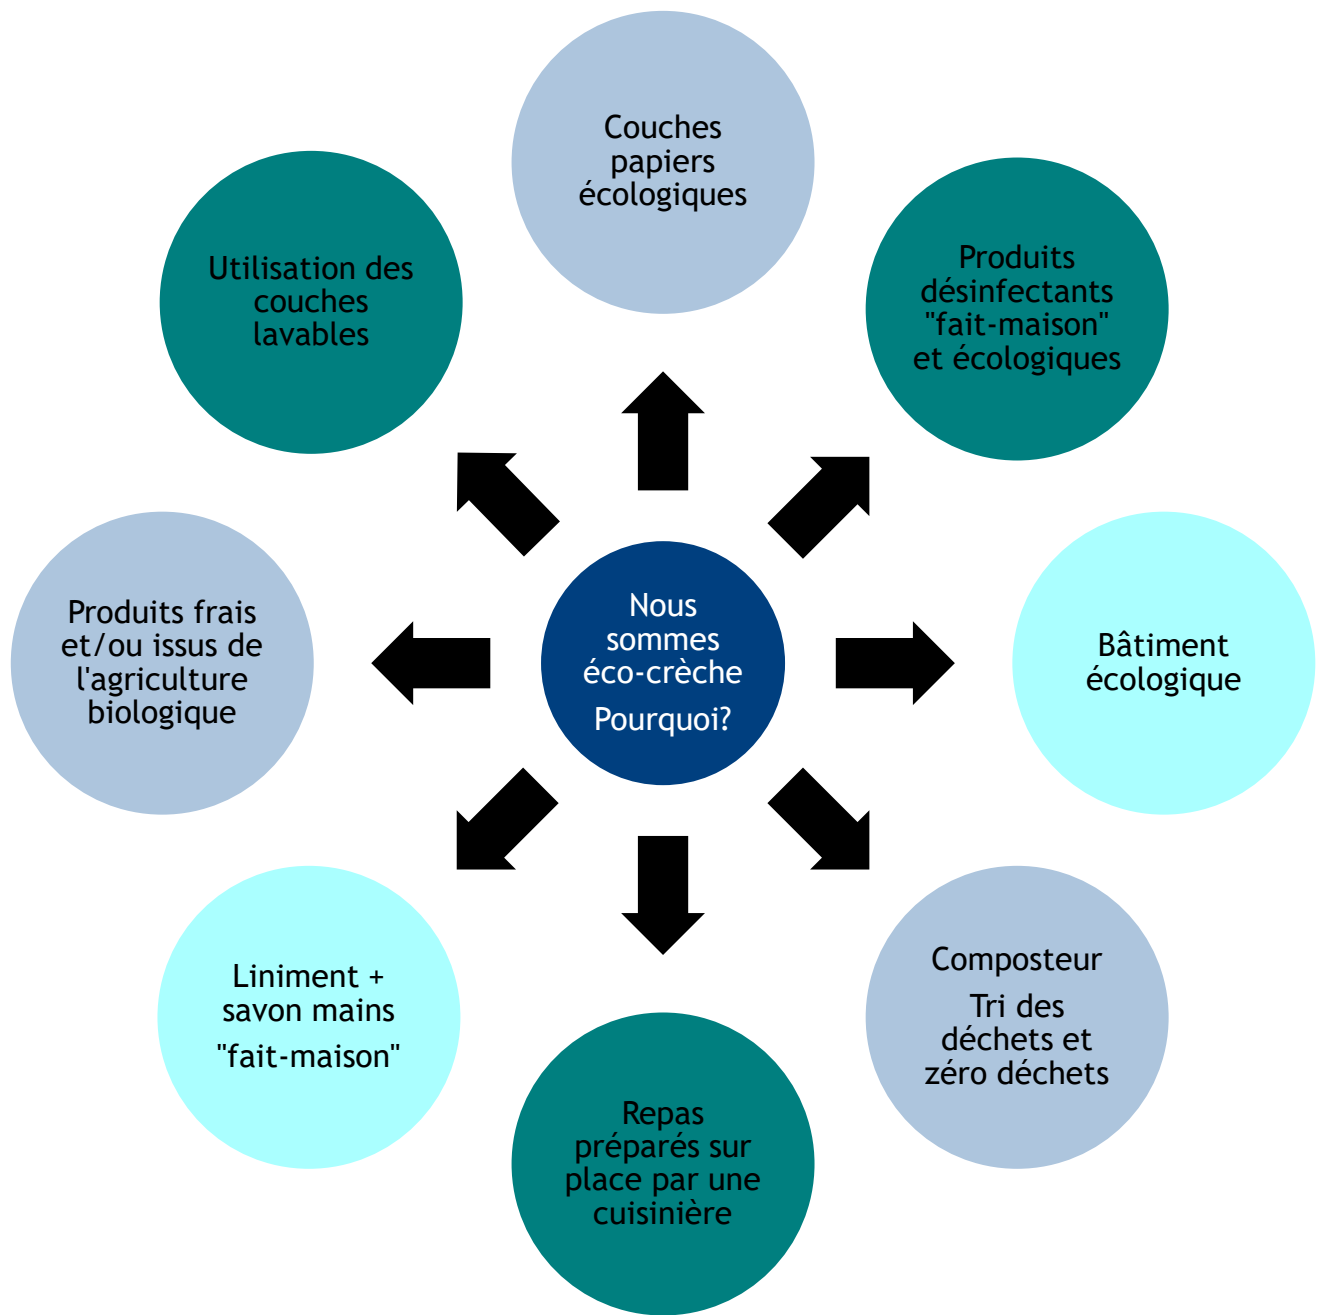 Couches
papiers
écologiques
Produits
désinfectants
"fait-maison"
et écologiques
Utilisation des
couches
lavables
Nous
sommes
éco-crèche
Pourquoi?
Produits frais
et/ou issus de
l'agriculture
biologique
Bâtiment
écologique
Liniment +
savon mains
"fait-maison"
Composteur
Tri des
déchets et
zéro déchets
Repas
préparés sur
place par une
cuisinière